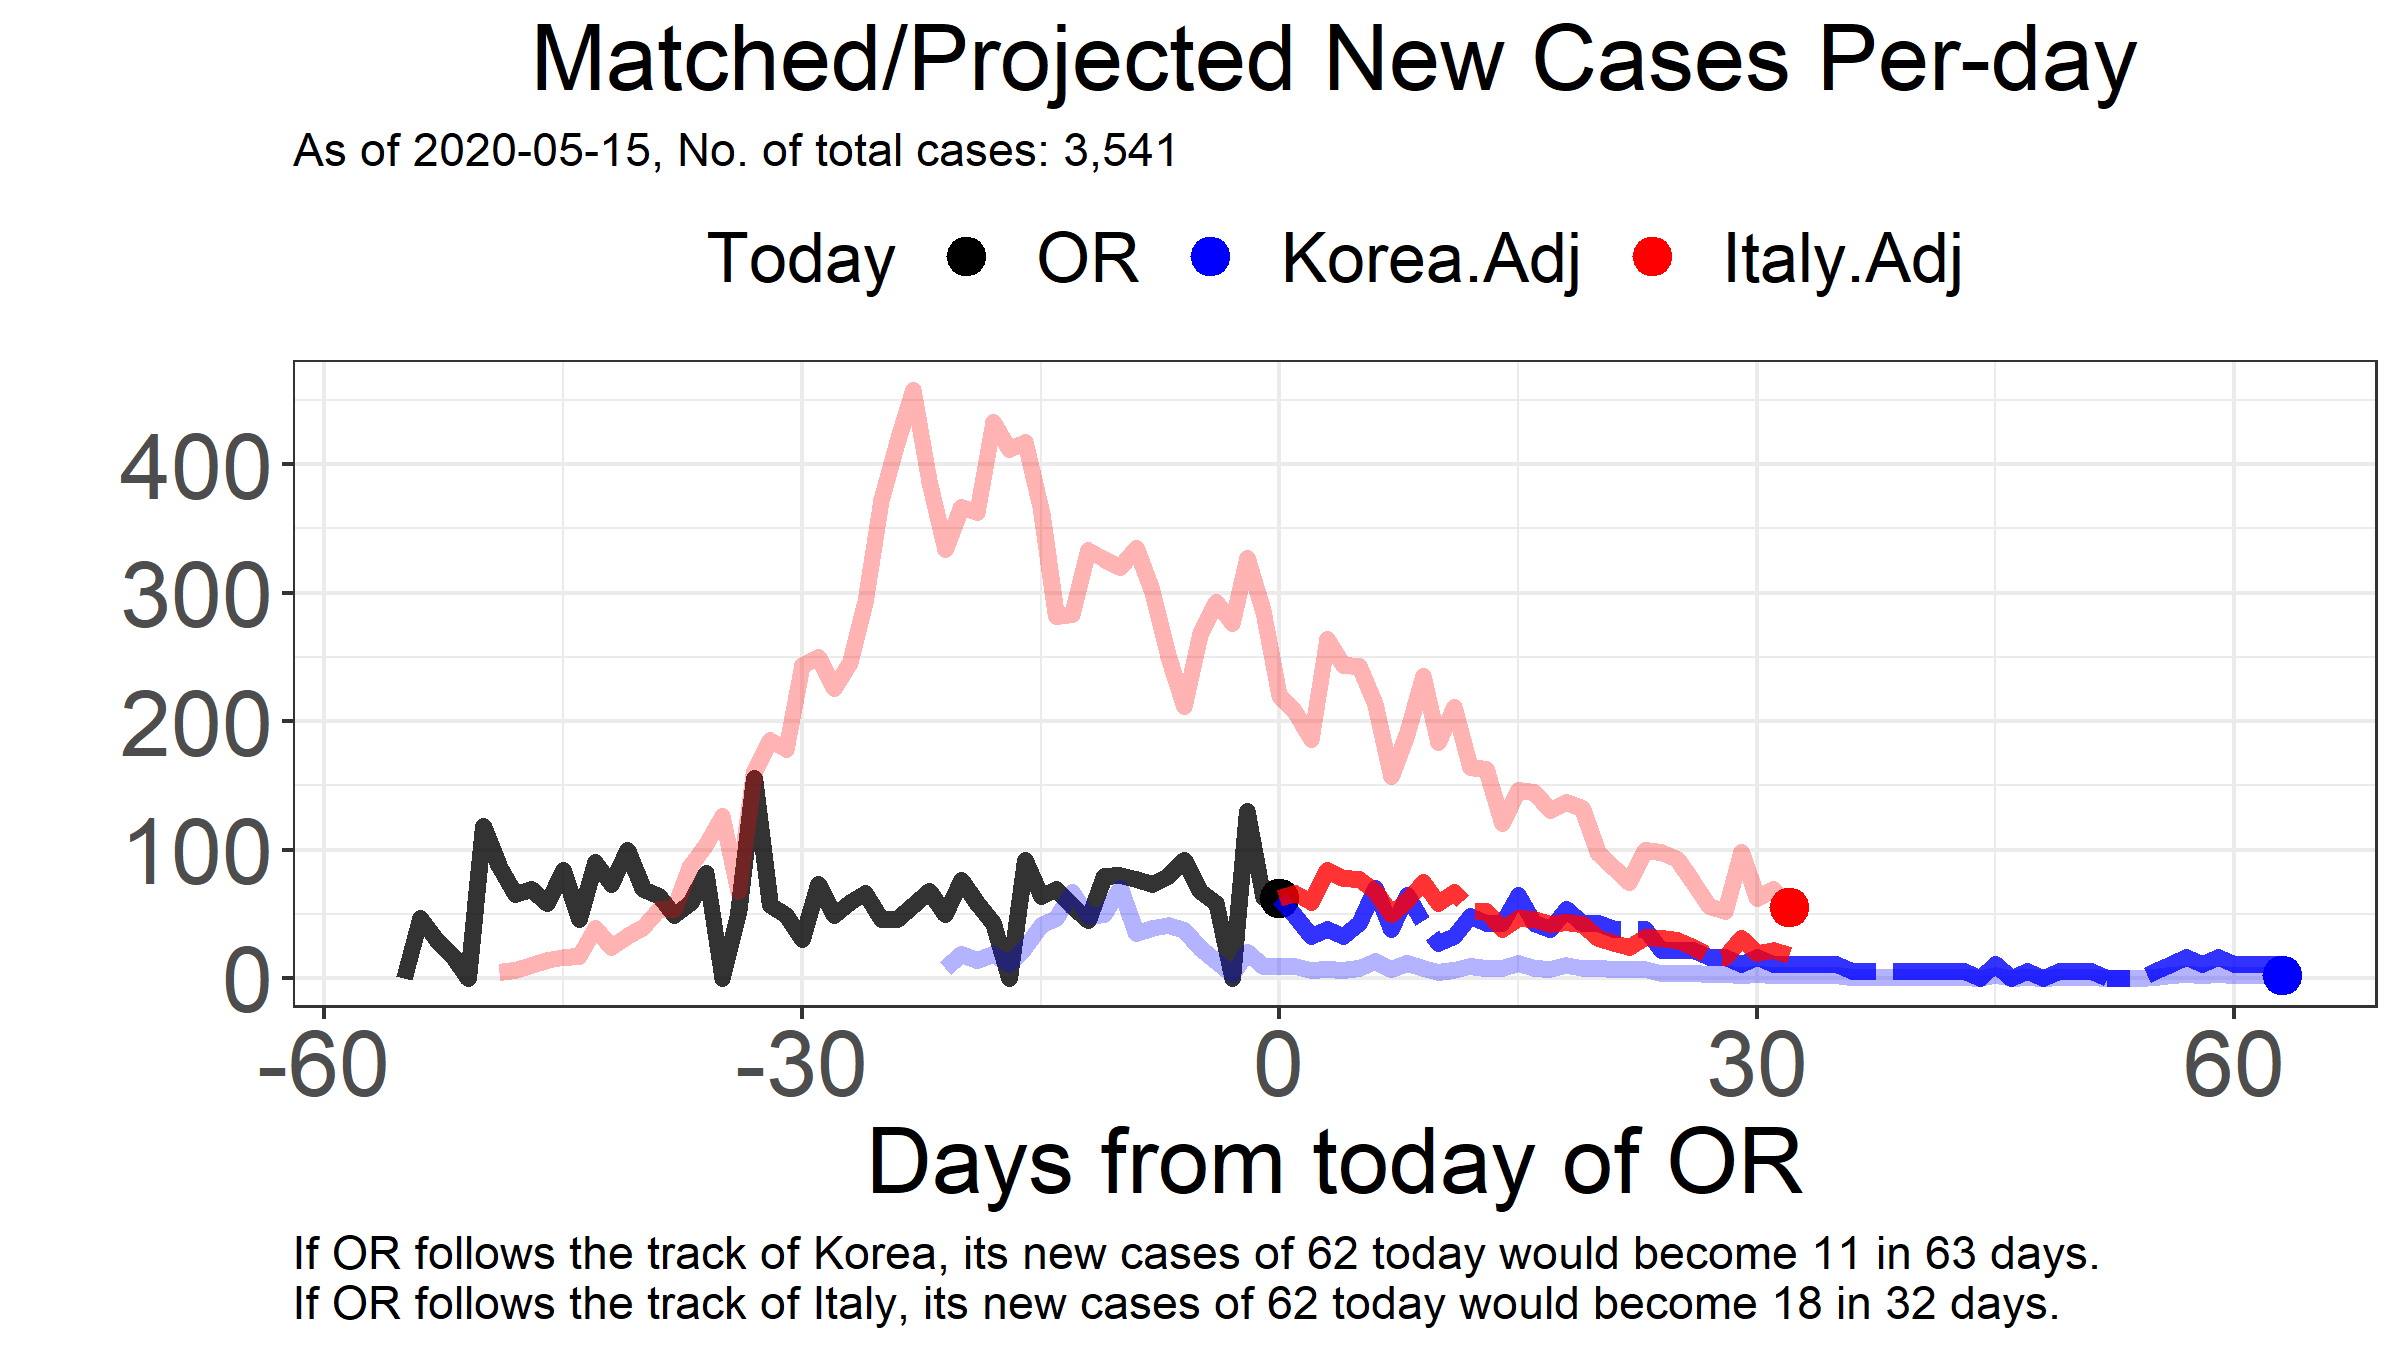 Matched/Projected New Cases Per-day
As of 2020-05-15, No. of total cases: 3,541
Today OR Korea.Adj Italy.Adj
400
300
200
100
0
-60 -30 0 30 60
Days from today of OR
If OR follows the track of Korea, its new cases of 62 today would become 11 in 63 days.
If OR follows the track of Italy, its new cases of 62 today would become 18 in 32 days.